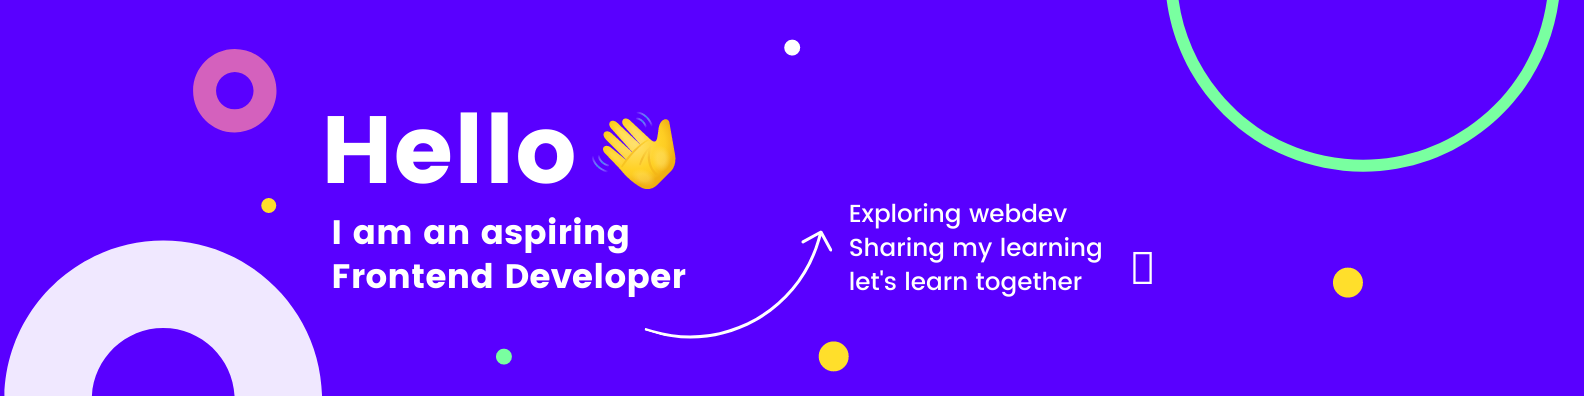 Hello 👋
I am an aspiring
Frontend Developer
Exploring webdev
Sharing my learning
let's learn together